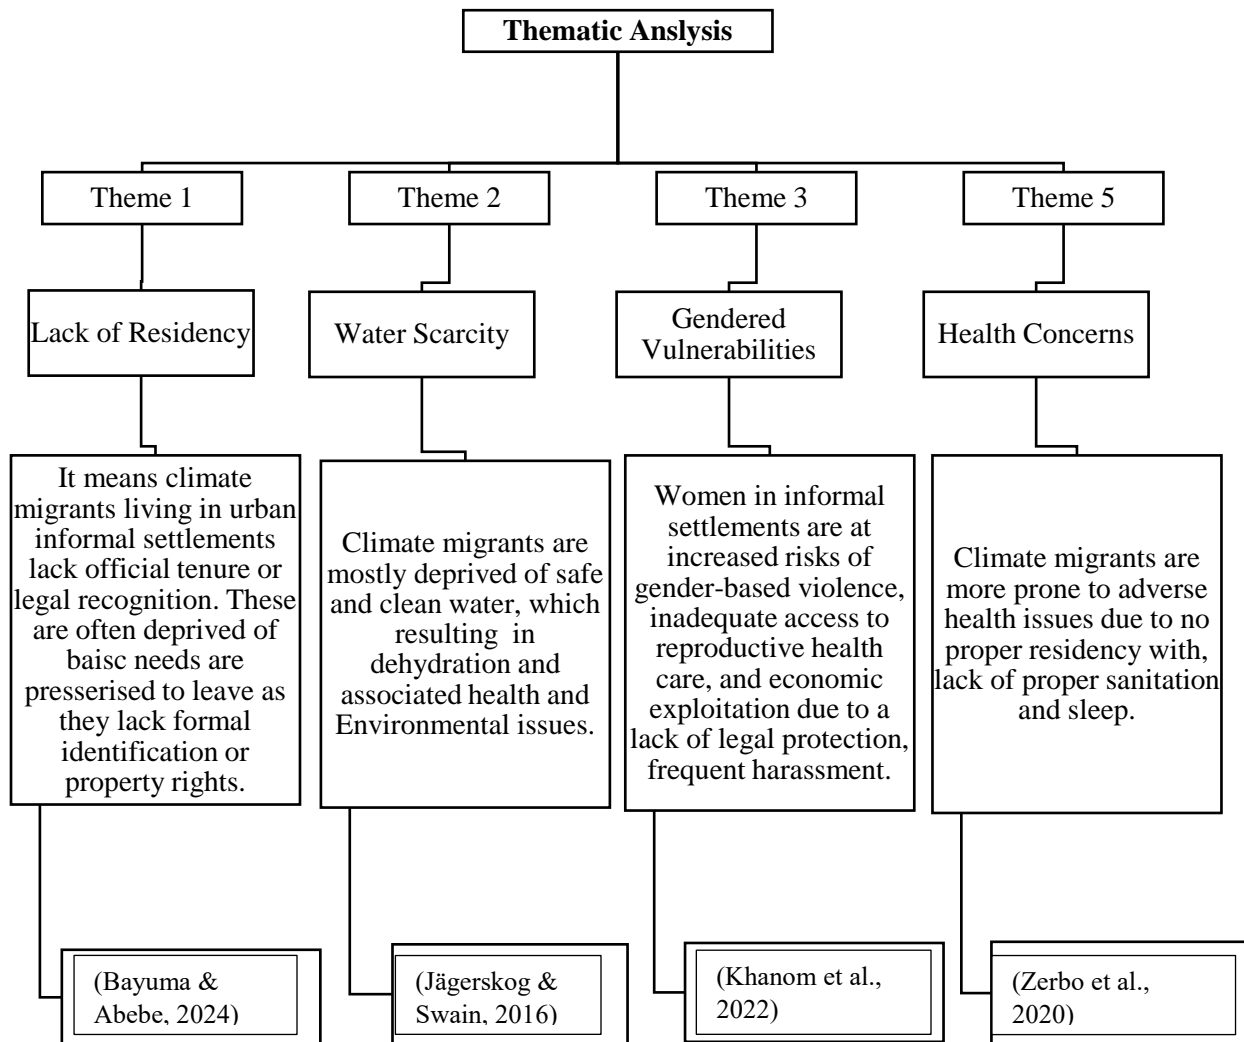 Thematic Anslysis
Theme 1
Theme 2
Theme 3
Theme 5
Lack of Residency
Water Scarcity
Gendered
Vulnerabilities
Health Concerns
It means climate
migrants living in urban
informal settlements
lack official tenure or
legal recognition. These
are often deprived of
baisc needs are
presserised to leave as
they lack formal
identification or
property rights.
Climate migrants are
mostly deprived of safe
and clean water, which
resulting in
dehydration and
associated health and
Environmental issues.
Women in informal
settlements are at
increased risks of
gender-based violence,
inadequate access to
reproductive health
care, and economic
exploitation due to a
lack of legal protection,
frequent harassment.
Climate migrants are
more prone to adverse
health issues due to no
proper residency with,
lack of proper sanitation
and sleep.
(Bayuma &
Abebe, 2024)
(Jägerskog &
Swain, 2016)
(Khanom et al.,
2022)
(Zerbo et al.,
2020)